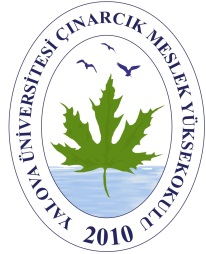 YALOVA ÜNİVERSİTESİ ÇINARCIK MESLEK YÜKSEKOKULU
2010